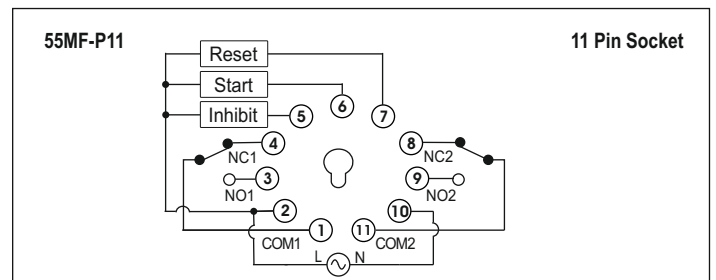 55MF-P11
11 Pin Socket
Reset
Start
Inhibit
5
6
7
4
8
NC1
NC2
3
9
NO1
NO2
2
10
1
11
COM1
COM2
L
N